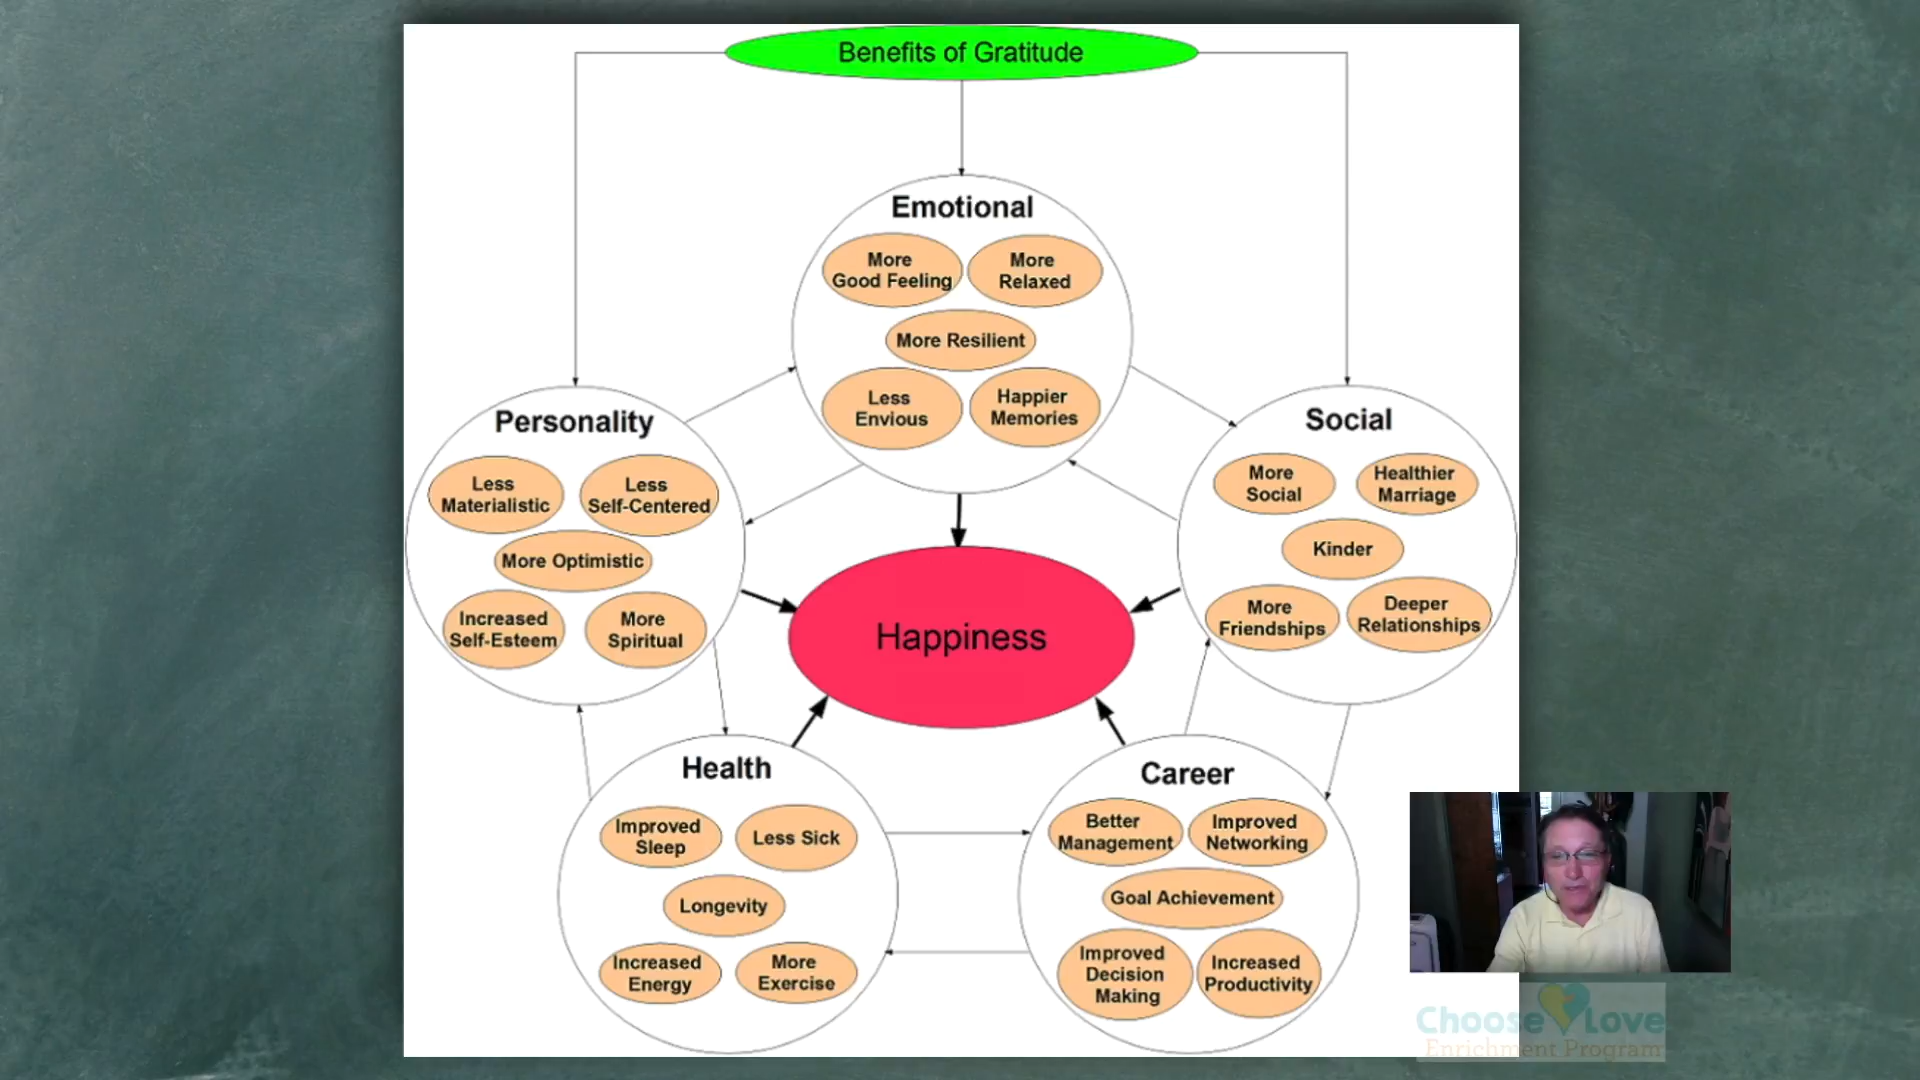 Benefits of Gratitude
Emotional
More
Good Feeling
More
Relaxed
More Resilient
Less
Envious
Happier
Memories
Personality
Less
Materialistic
Less
Self-Centered
More Optimistic
Increased
Self-Esteem
More
Spiritual
Social
More
Social
Healthier
Marriage
Kinder
More
Friendships
Deeper
Relationships
Happiness
Health
Improved
Sleep
Less Sick
Longevity
Increased
Energy
More
Exercise
Career
Better
Management
Improved
Networking
Goal Achievement
Improved
Decision
Making
Increased
Productivity
Choose Love
Enrichment Program